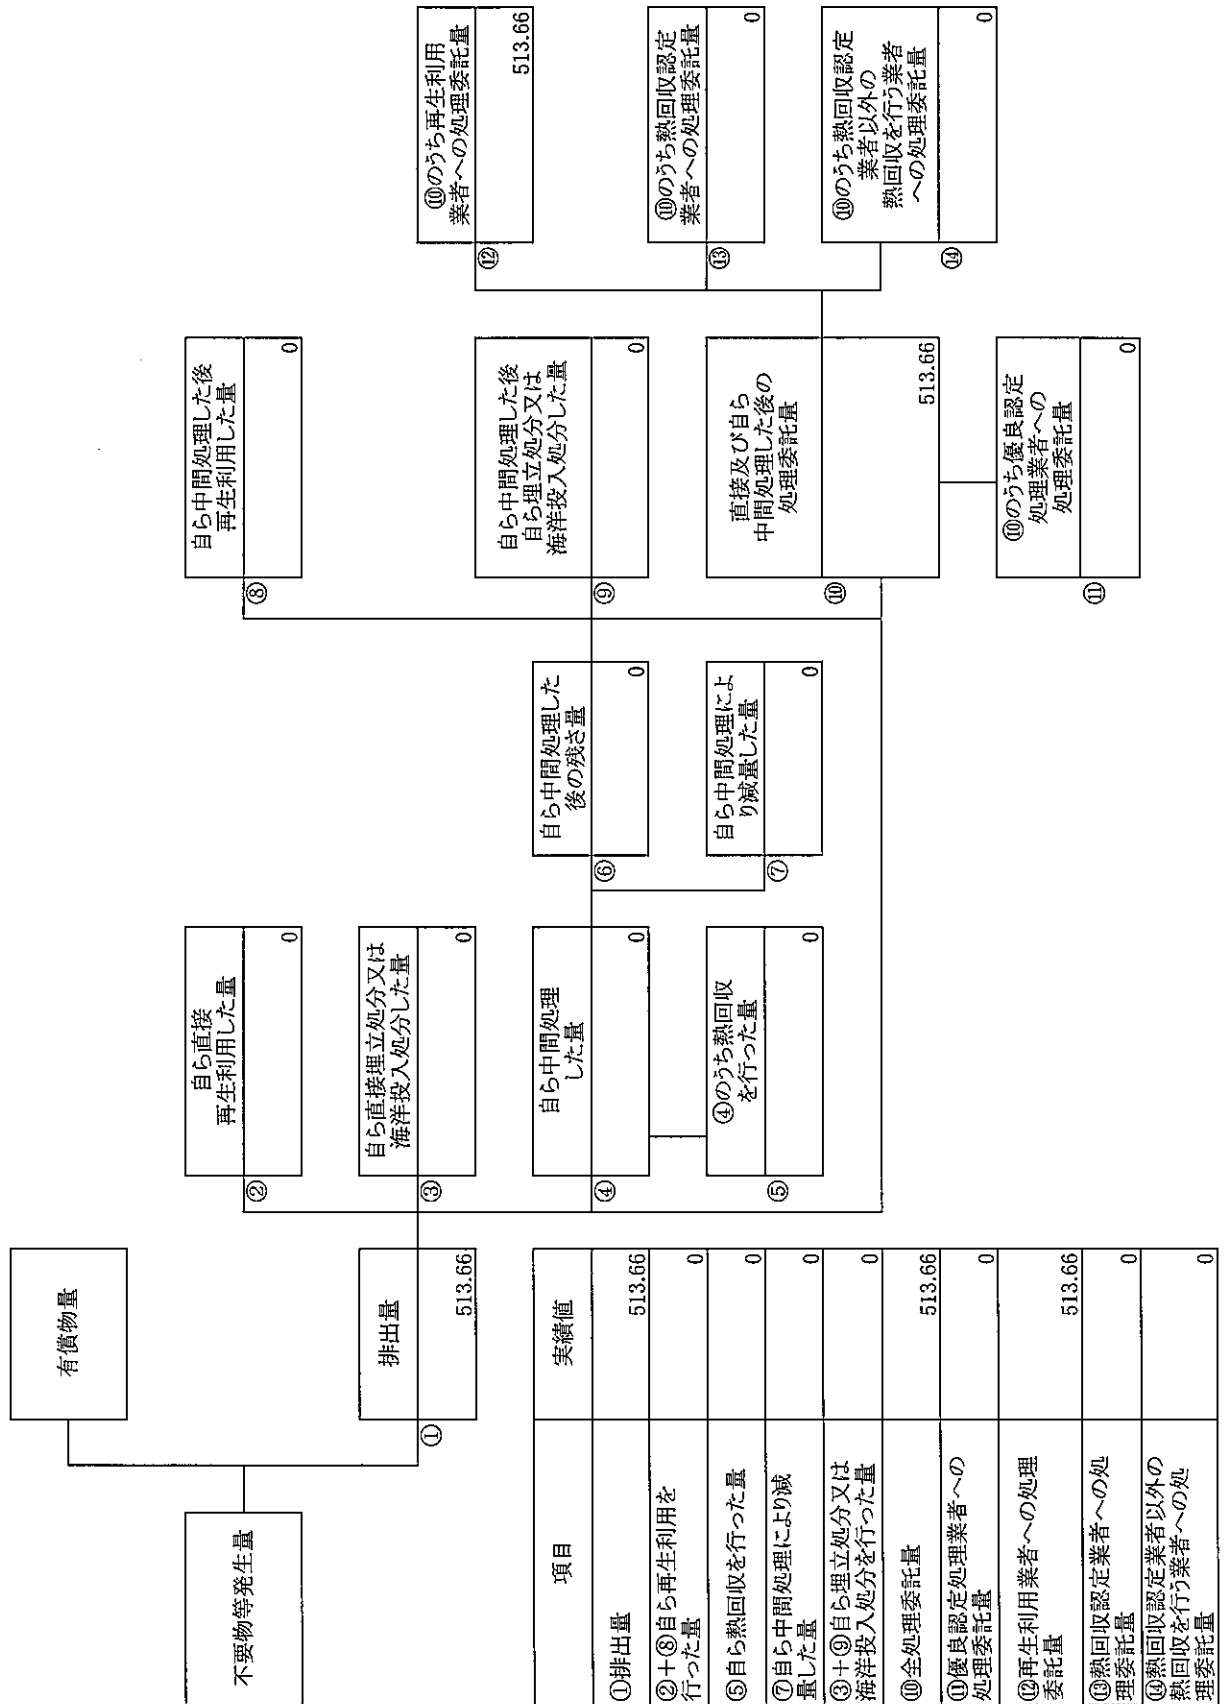 不要物等発生量
有償物量
①
排出量
513.66
②
自ら直接
再生利用した量
0
③
自ら直接埋立処分又は
海洋投入処分した量
0
④
自ら中間処理
した量
0
⑤
④のうち熱回収
を行った量
0
⑥
自ら中間処理した
後の残さ量
0
⑦
自ら中間処理によ
り減量した量
0
⑧
自ら中間処理した後
再生利用した量
0
⑨
自ら中間処理した後
自ら埋立処分又は
海洋投入処分した量
0
⑩
直接及び自ら
中間処理した後の
処理委託量
513.66
⑪
⑩のうち優良認定
処理業者への
処理委託量
0
⑫
⑩のうち再生利用
業者への処理委託量
513.66
⑬
⑩のうち熱回収認定
業者への処理委託量
0
⑭
⑩のうち熱回収認定
業者以外の
熱回収を行う業者
への処理委託量
0
項目 実績値
①排出量 513.66
②+⑧自ら再生利用を
行った量 0
⑤自ら熱回収を行った量 0
⑦自ら中間処理により減
量した量 0
③+⑨自ら埋立処分又は
海洋投入処分を行った量 0
⑩全処理委託量 513.66
⑪優良認定処理業者への
処理委託量 0
⑫再生利用業者への処理
委託量 513.66
⑬熱回収認定業者への処
理委託量 0
⑭熱回収認定業者以外の
熱回収を行う業者への処
理委託量 0